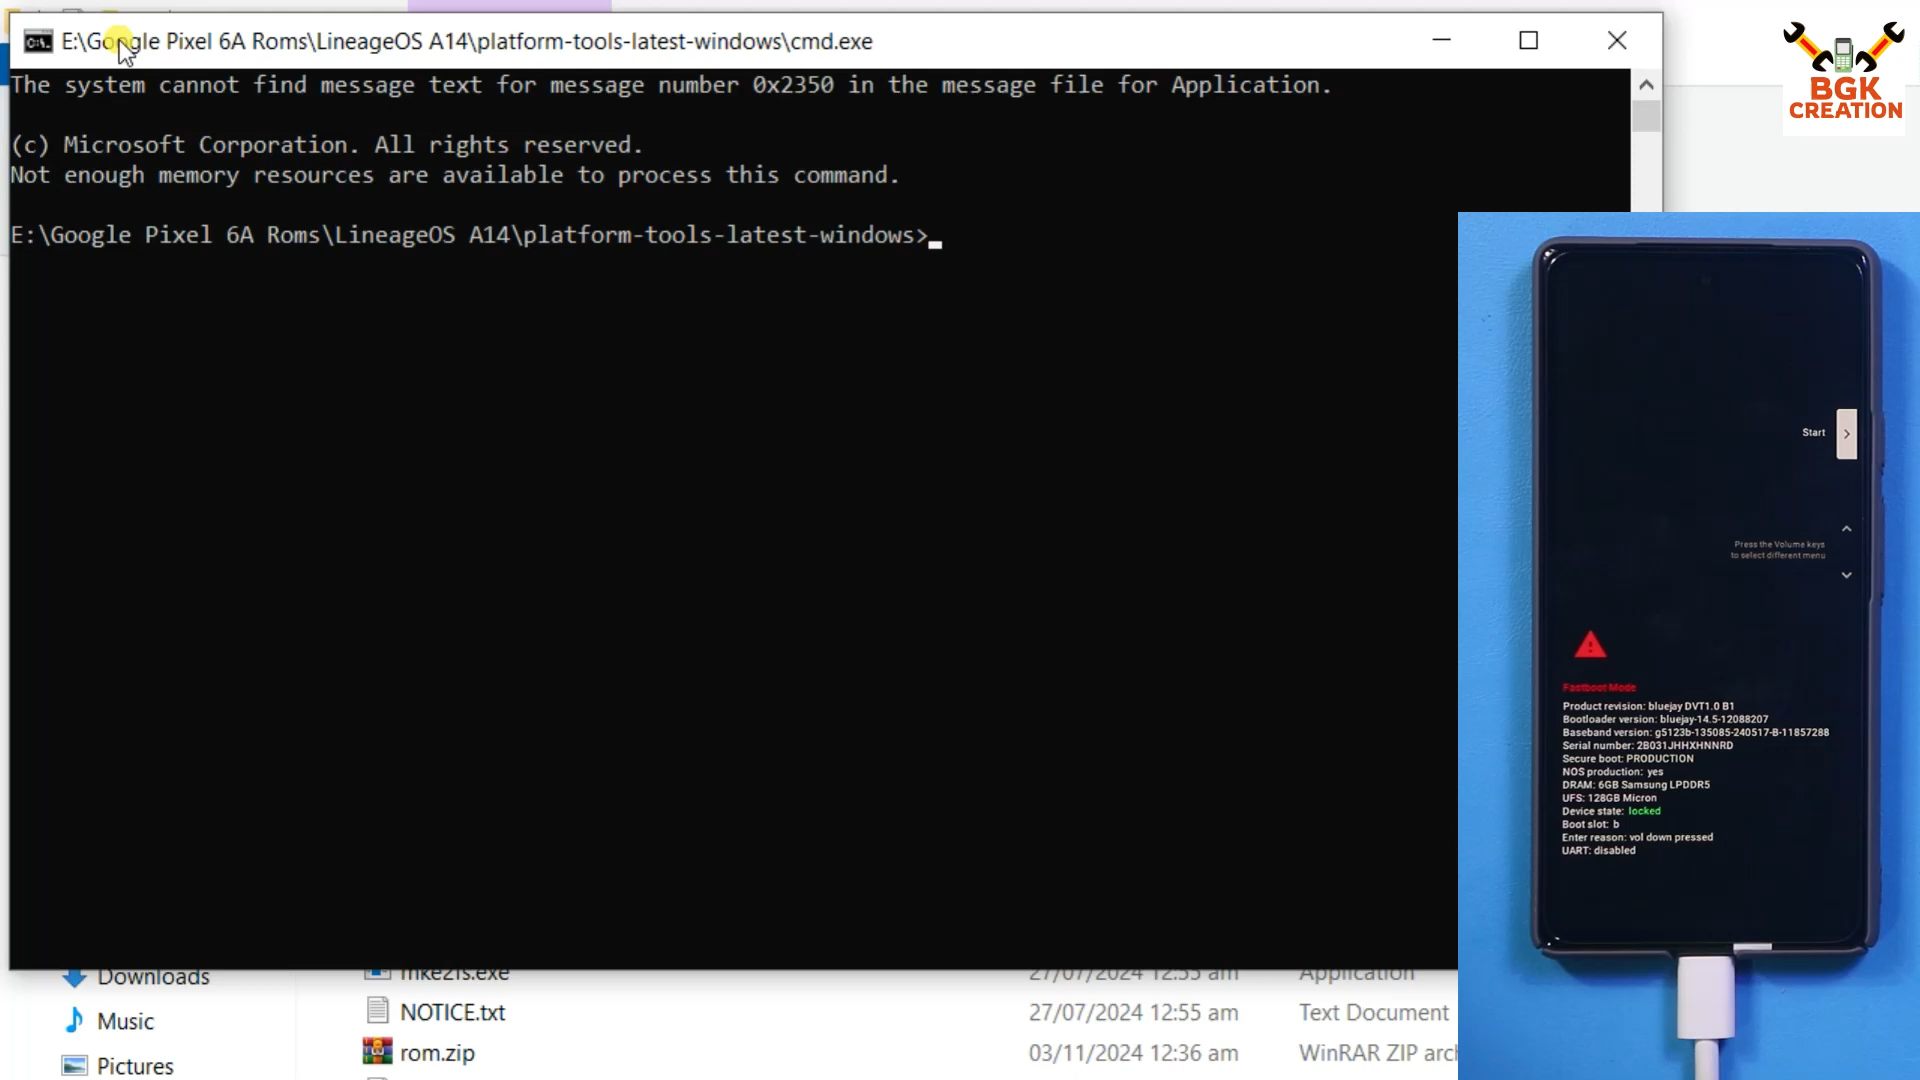 E:\Google Pixel 6A Roms\LineageOS A14\platform-tools-latest-windows\cmd.exe
The system cannot find message text for message number 0x2350 in the message file for Application.
(c) Microsoft Corporation. All rights reserved.
Not enough memory resources are available to process this command.
E:\Google Pixel 6A Roms\LineageOS A14\platform-tools-latest-windows>
BGK
CREATION
Start
Press the Volume keys
to select different menu
Fastboot Mode
Product revision: bluejay DVT1.0 B1
Bootloader version: bluejay-14.5-12088207
Baseband version: g5123b-135085-240517-B-11857288
Serial number: 2B031JHHXHNNRD
Secure boot: PRODUCTION
NOS production: yes
DRAM: 6GB Samsung LPDDR5
UFS: 128GB Micron
Device state: locked
Boot slot: b
Enter reason: vol down pressed
UART: disabled
Downloads
Music
Pictures
mke2fs.exe 27/07/2024 12:55 am Application
NOTICE.txt 27/07/2024 12:55 am Text Document
rom.zip 03/11/2024 12:36 am WinRAR ZIP arch